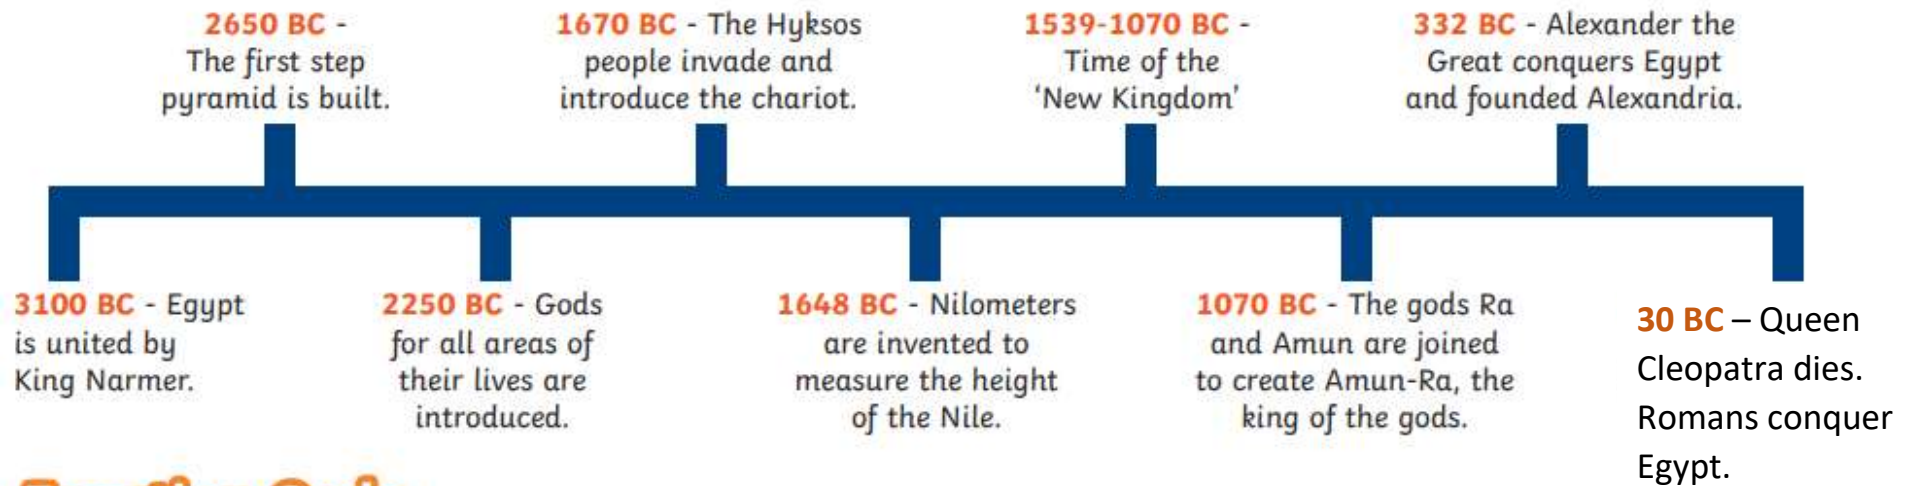 2650 BC -
The first step
pyramid is built.
1670 BC - The Hyksos
people invade and
introduce the chariot.
1539-1070 BC -
Time of the
‘New Kingdom’
332 BC - Alexander the
Great conquers Egypt
and founded Alexandria.
3100 BC - Egypt
is united by
King Narmer.
2250 BC - Gods
for all areas of
their lives are
introduced.
1648 BC - Nilometers
are invented to
measure the height
of the Nile.
1070 BC - The gods Ra
and Amun are joined
to create Amun-Ra, the
king of the gods.
30 BC – Queen
Cleopatra dies.
Romans conquer
Egypt.